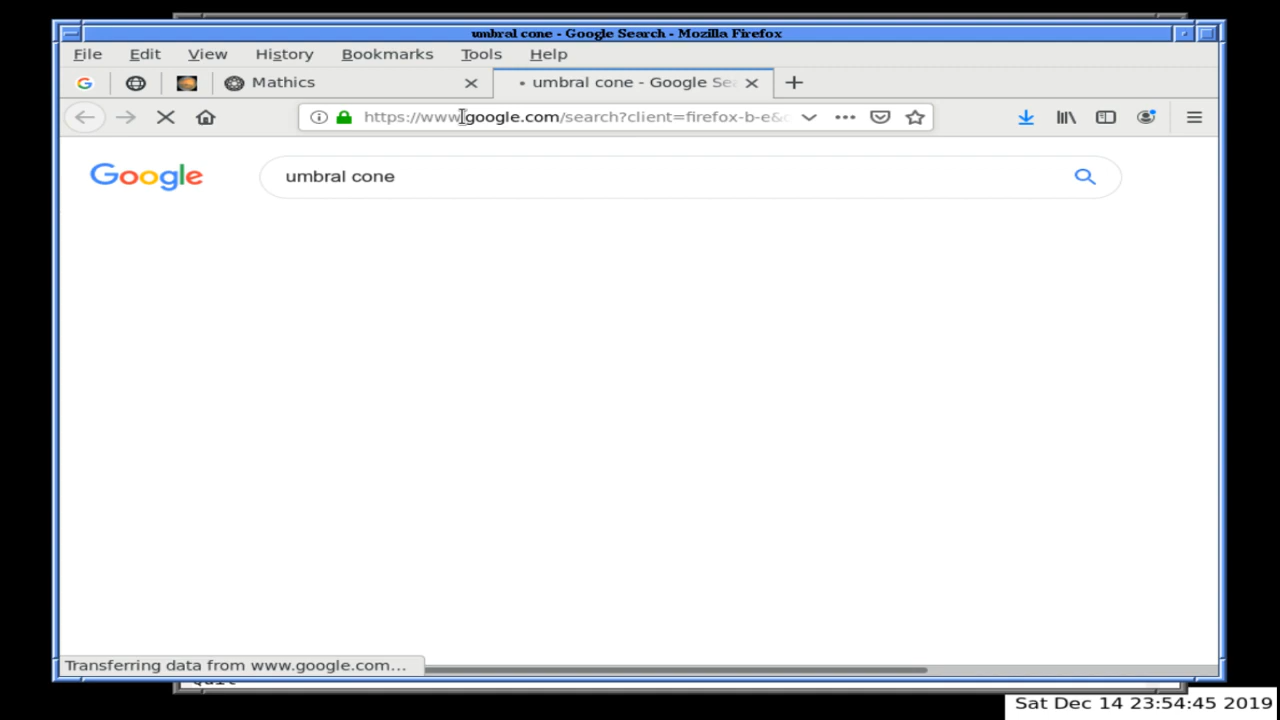 umbral cone - Google Search - Mozilla Firefox
File Edit View History Bookmarks Tools Help
G Mathics umbral cone - Google Sea
https://www.google.com/search?client=firefox-b-e&
Google umbral cone
Transferring data from www.google.com...
Quit
Sat Dec 14 23:54:45 2019